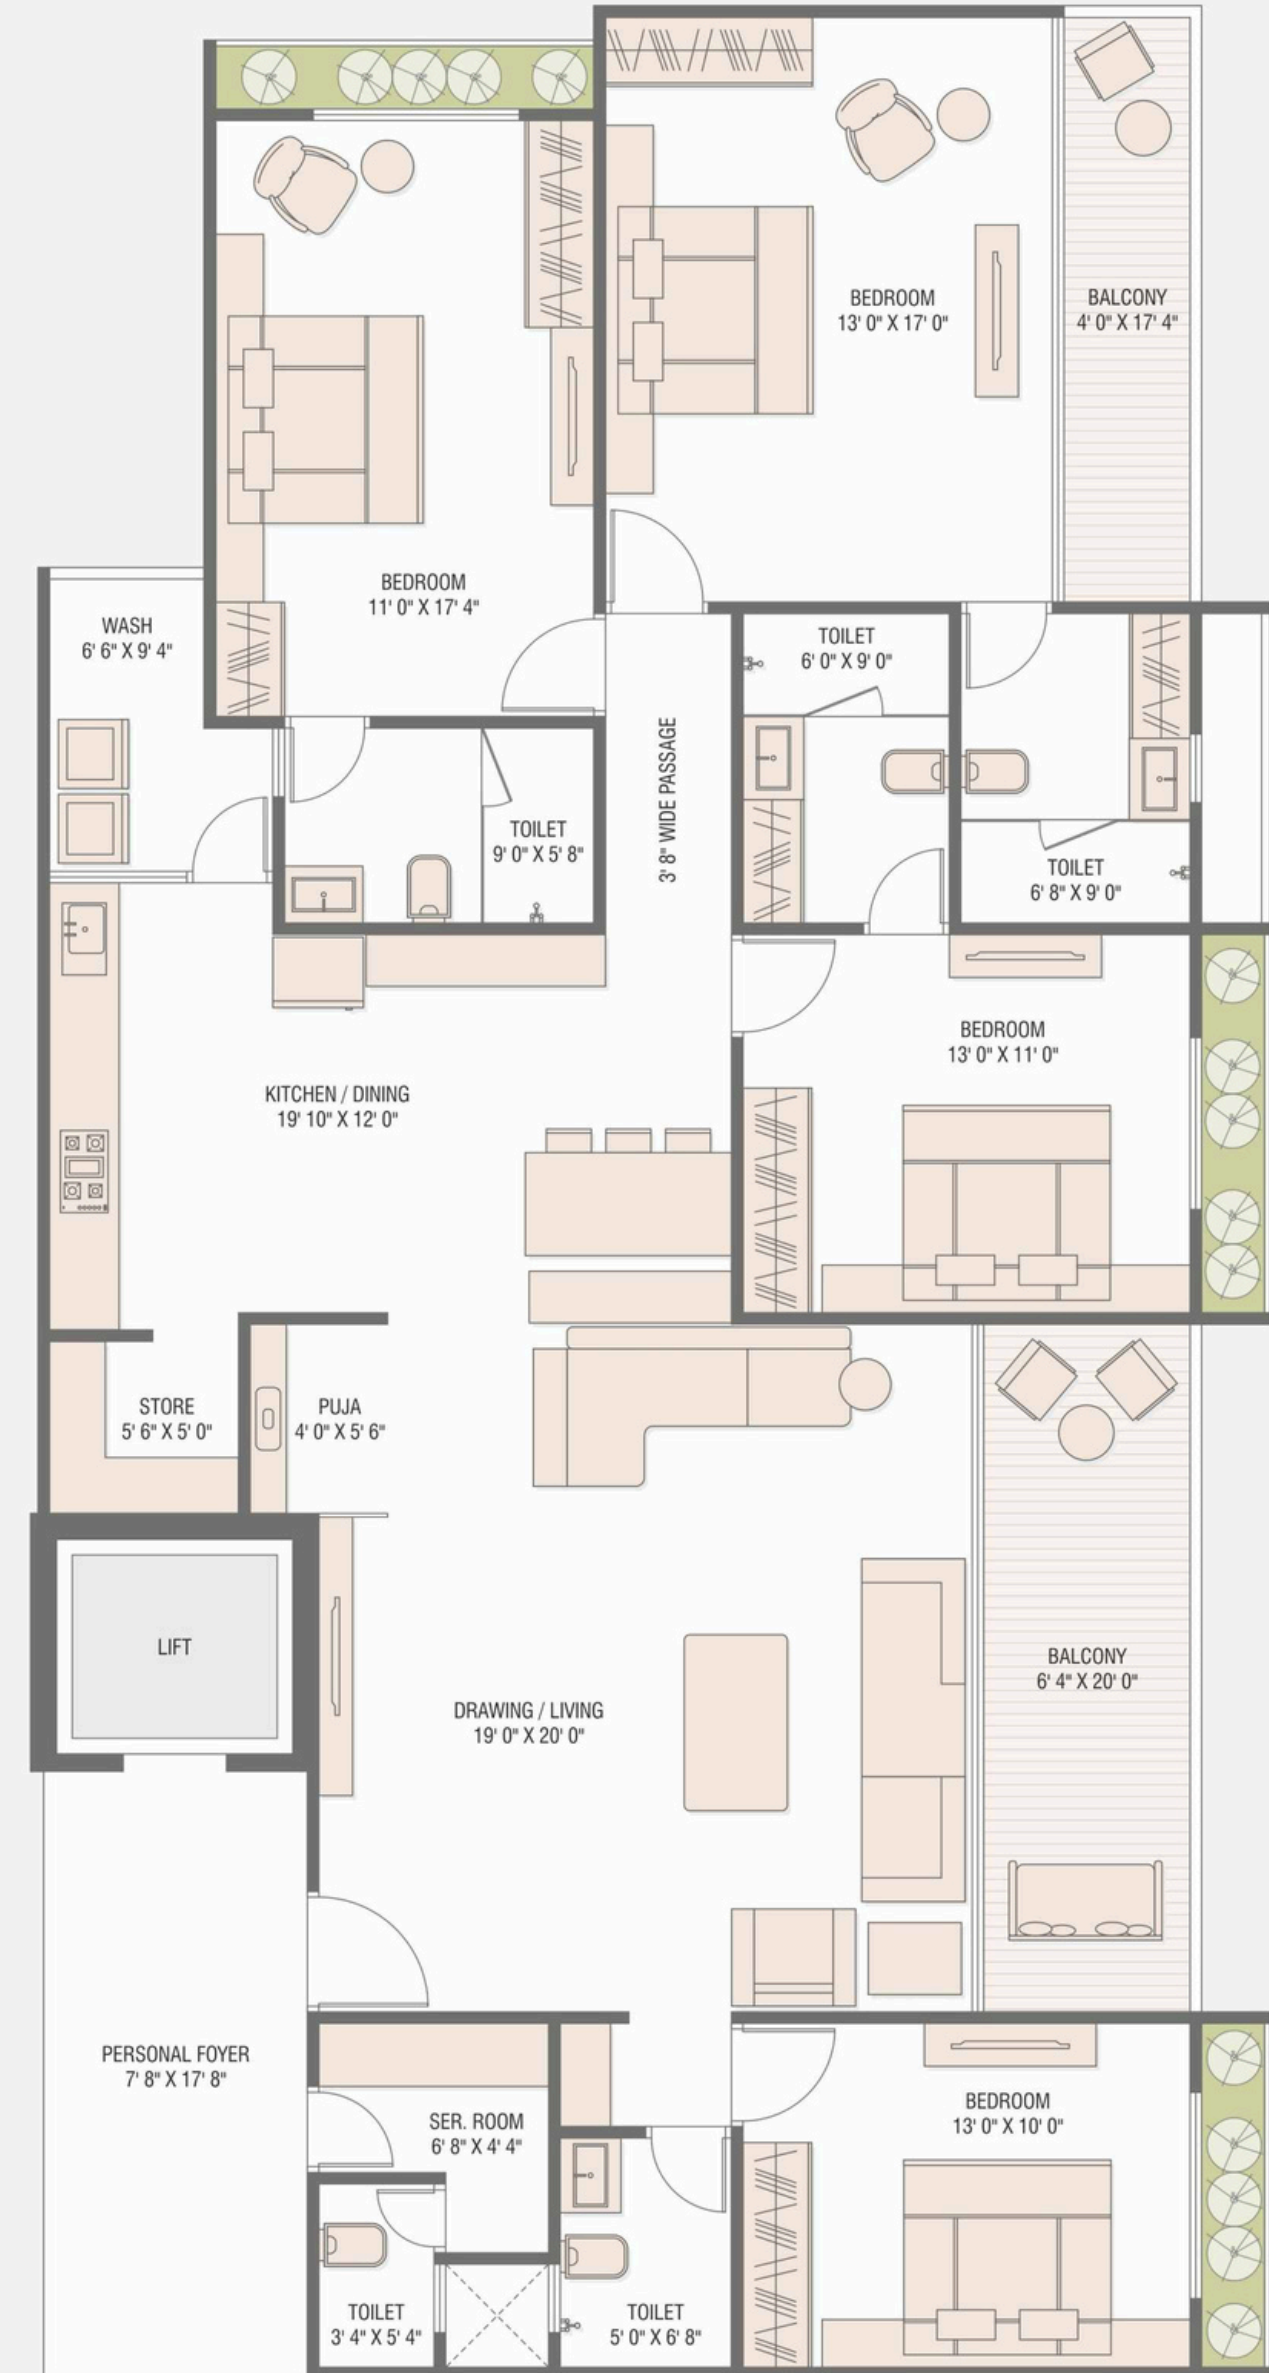 BEDROOM
13' 0" X 17' 0"
BALCONY
4' 0" X 17' 4"
BEDROOM
11' 0" X 17' 4"
WASH
6' 6" X 9' 4"
TOILET
6' 0" X 9' 0"
3' 8" WIDE PASSAGE
TOILET
9' 0" X 5' 8"
TOILET
6' 8" X 9' 0"
BEDROOM
13' 0" X 11' 0"
KITCHEN / DINING
19' 10" X 12' 0"
STORE
5' 6" X 5' 0"
PUJA
4' 0" X 5' 6"
LIFT
BALCONY
6' 4" X 20' 0"
DRAWING / LIVING
19' 0" X 20' 0"
PERSONAL FOYER
7' 8" X 17' 8"
SER. ROOM
6' 8" X 4' 4"
BEDROOM
13' 0" X 10' 0"
TOILET
3' 4" X 5' 4"
TOILET
5' 0" X 6' 8"